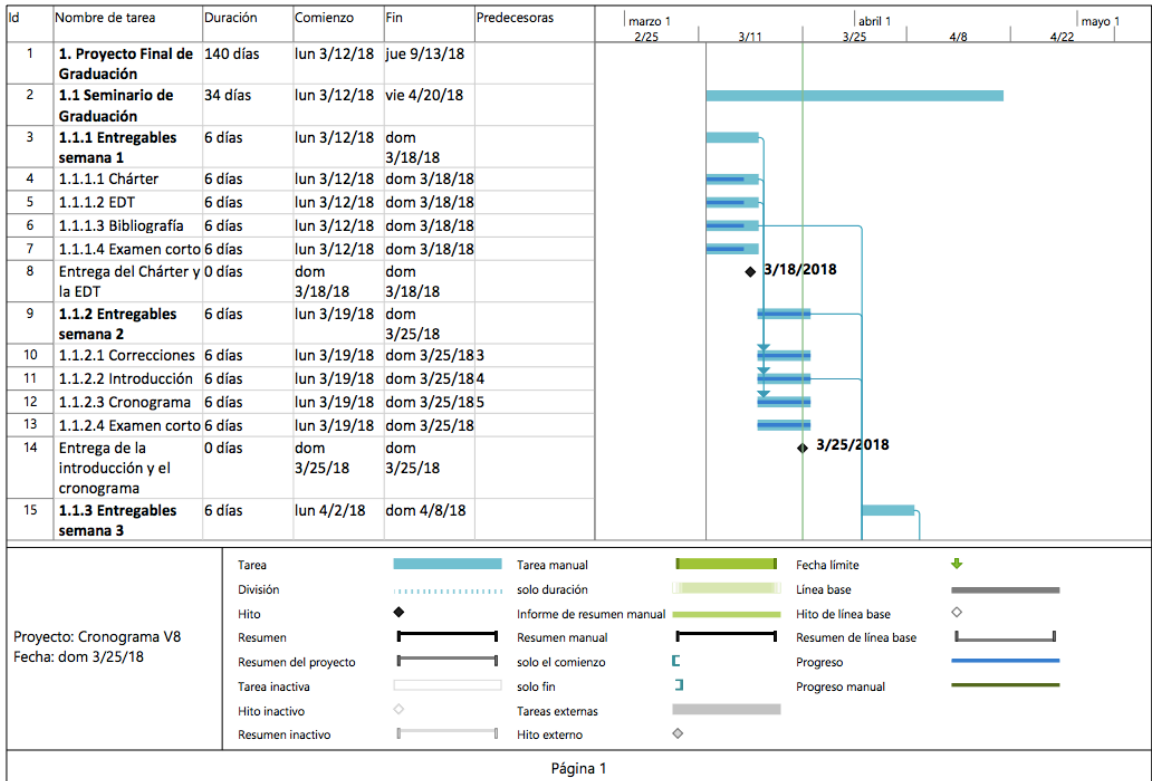 Id Nombre de tarea Duración Comienzo Fin Predecesoras
marzo 1 abril 1 mayo 1
2/25 3/11 3/25 4/8 4/22
1 1. Proyecto Final de 140 días lun 3/12/18 jue 9/13/18
Graduación
2 1.1 Seminario de 34 días lun 3/12/18 vie 4/20/18
Graduación
3 1.1.1 Entregables 6 días lun 3/12/18 dom
semana 1 3/18/18
4 1.1.1.1 Chárter 6 días lun 3/12/18 dom 3/18/18
5 1.1.1.2 EDT 6 días lun 3/12/18 dom 3/18/18
6 1.1.1.3 Bibliografía 6 días lun 3/12/18 dom 3/18/18
7 1.1.1.4 Examen corto 6 días lun 3/12/18 dom 3/18/18
8 Entrega del Chárter y 0 días dom dom 3/18/2018
la EDT 3/18/18 3/18/18
9 1.1.2 Entregables 6 días lun 3/19/18 dom
semana 2 3/25/18
10 1.1.2.1 Correcciones 6 días lun 3/19/18 dom 3/25/18 3
11 1.1.2.2 Introducción 6 días lun 3/19/18 dom 3/25/18 4
12 1.1.2.3 Cronograma 6 días lun 3/19/18 dom 3/25/18 5
13 1.1.2.4 Examen corto 6 días lun 3/19/18 dom 3/25/18
14 Entrega de la 0 días dom dom 3/25/2018
introducción y el 3/25/18 3/25/18
cronograma
15 1.1.3 Entregables 6 días lun 4/2/18 dom 4/8/18
semana 3
Proyecto: Cronograma V8
Fecha: dom 3/25/18
Tarea Tarea manual Fecha límite
División solo duración Línea base
Hito Informe de resumen manual Hito de línea base
Resumen Resumen manual Resumen de línea base
Resumen del proyecto solo el comienzo Progreso
Tarea inactiva solo fin Progreso manual
Hito inactivo Tareas externas
Resumen inactivo Hito externo
Página 1